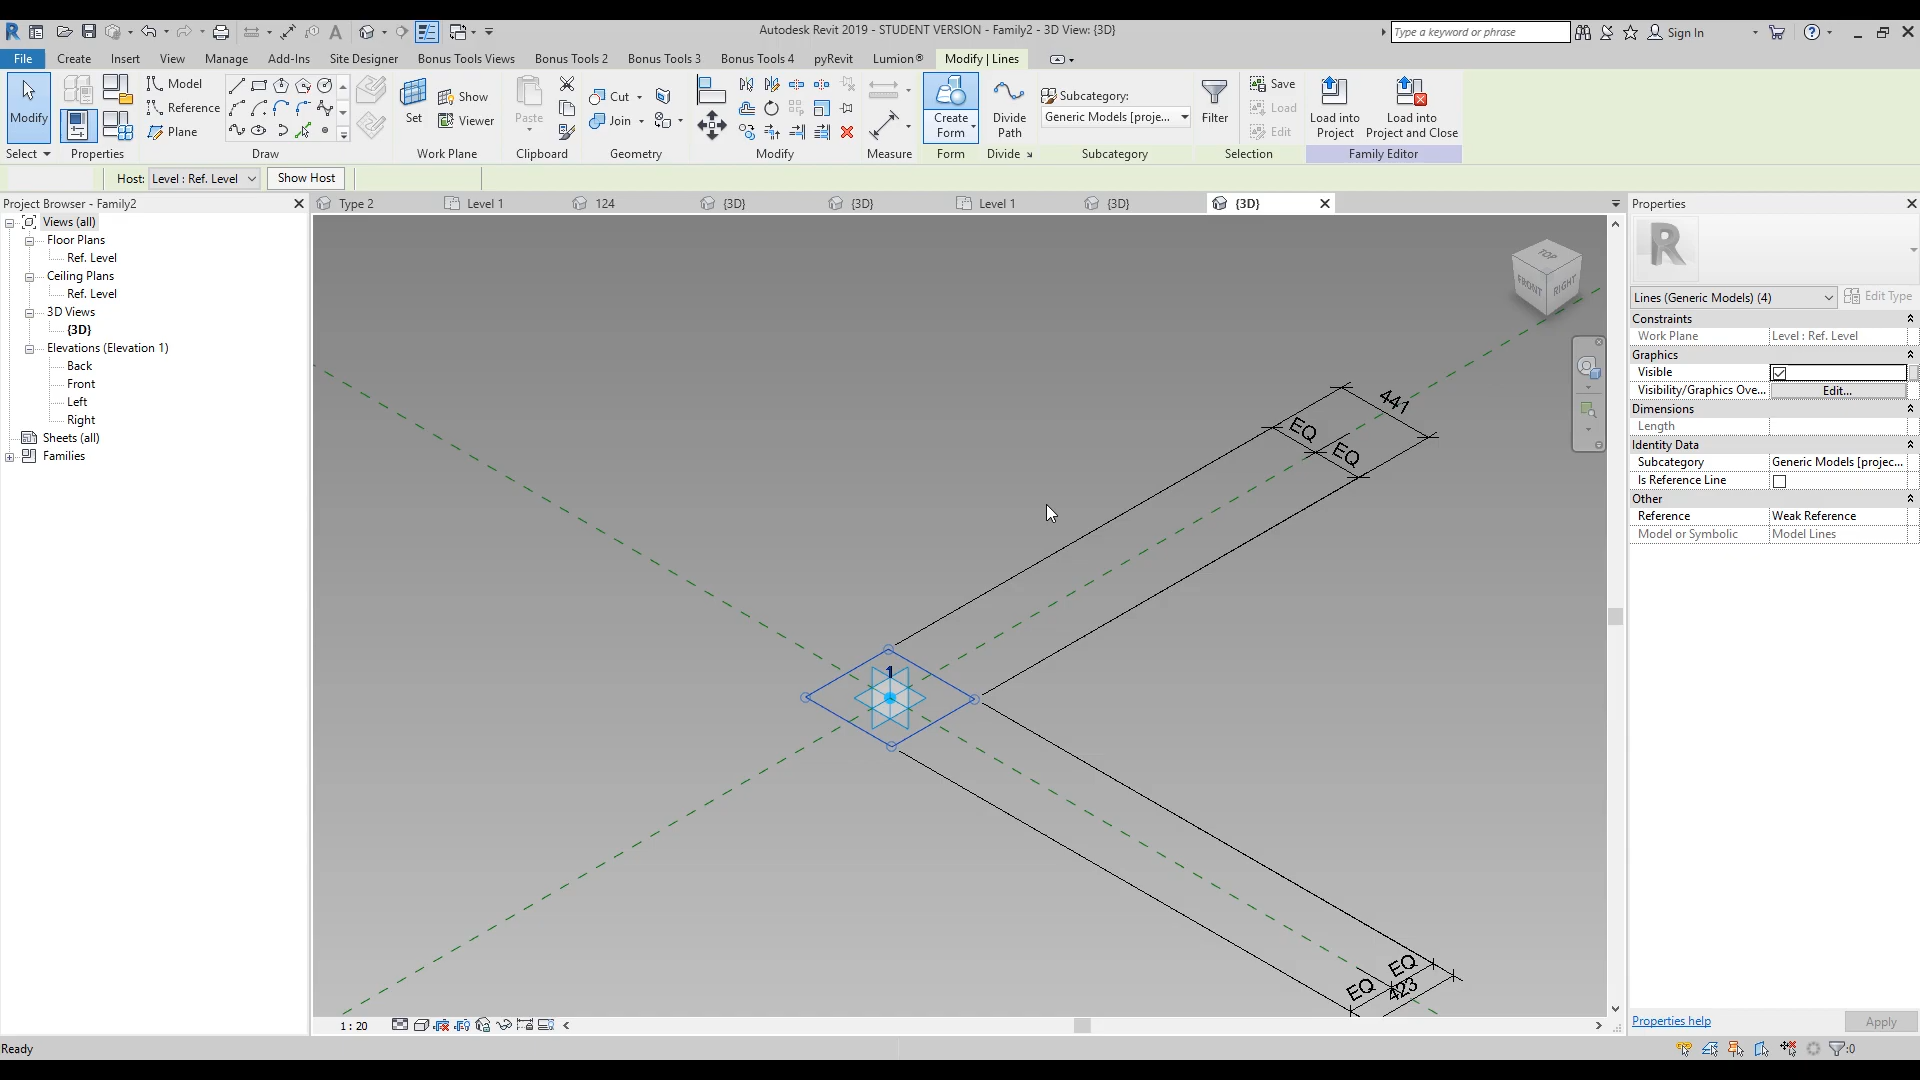 Autodesk Revit 2019 - STUDENT VERSION - Family2 - 3D View: {3D}
Type a keyword or phrase
Sign In
File Create Insert View Manage Add-Ins Site Designer Bonus Tools Views Bonus Tools 2 Bonus Tools 3 Bonus Tools 4 pyRevit Lumion® Modify | Lines
Modify
Select
Properties
Model
Reference
Plane
Draw
Set
Show
Viewer
Work Plane
Paste
Clipboard
Cut
Join
Geometry
Modify
Measure
Create
Form
Form
Divide
Path
Divide
Subcategory:
Generic Models [proje...
Subcategory
Filter
Save
Load
Edit
Selection
Load into
Project
Load into
Project and Close
Family Editor
Host: Level : Ref. Level Show Host
Project Browser - Family2
Views (all)
Floor Plans
Ref. Level
Ceiling Plans
Ref. Level
3D Views
{3D}
Elevations (Elevation 1)
Back
Front
Left
Right
Sheets (all)
Families
Type 2 Level 1 124 {3D} {3D} Level 1 {3D} {3D}
TOP
FRONT
RIGHT
441
EQ
EQ
1
EQ
EQ
423
1 : 20
Properties
R
Lines (Generic Models) (4) Edit Type
Constraints
Work Plane Level : Ref. Level
Graphics
Visible
Visibility/Graphics Ove... Edit...
Dimensions
Length
Identity Data
Subcategory Generic Models [projec...
Is Reference Line
Other
Reference Weak Reference
Model or Symbolic Model Lines
Properties help Apply
Ready
:0